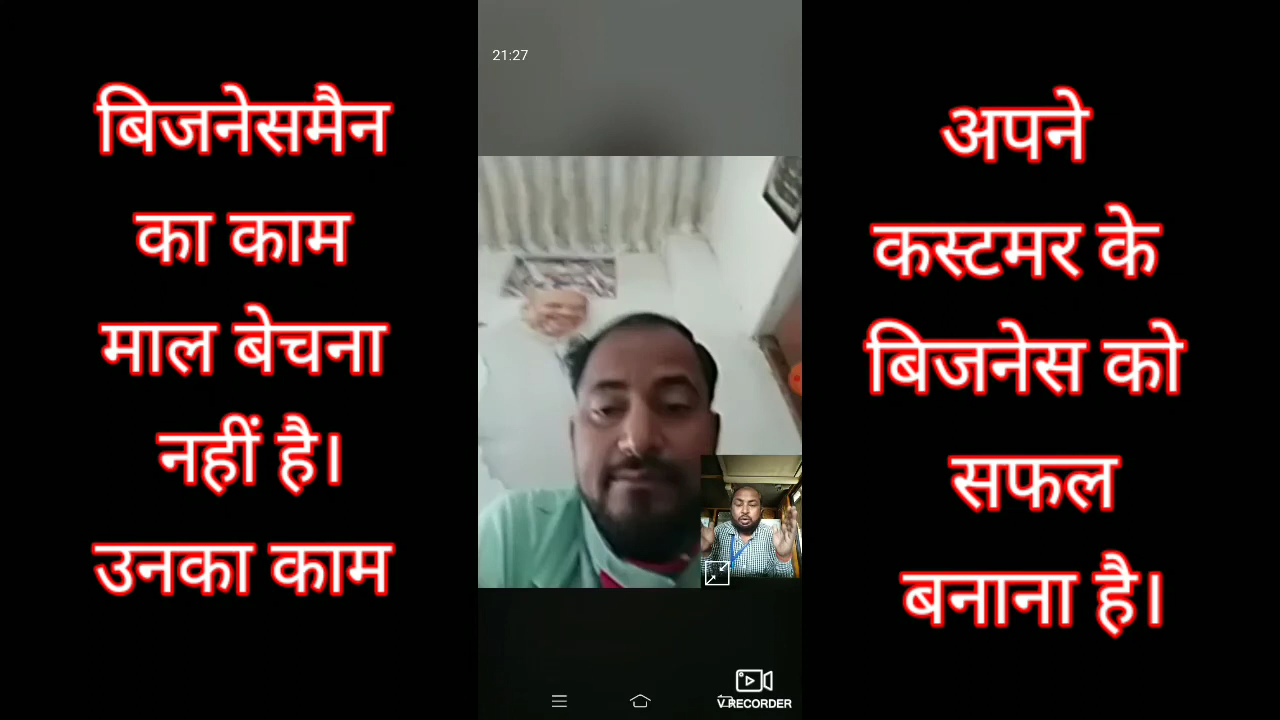 बिजनेसमैन
का काम
माल बेचना
नहीं है।
उनका काम
21:27
V RECORDER
अपने
कस्टमर के
बिजनेस को
सफल
बनाना है।